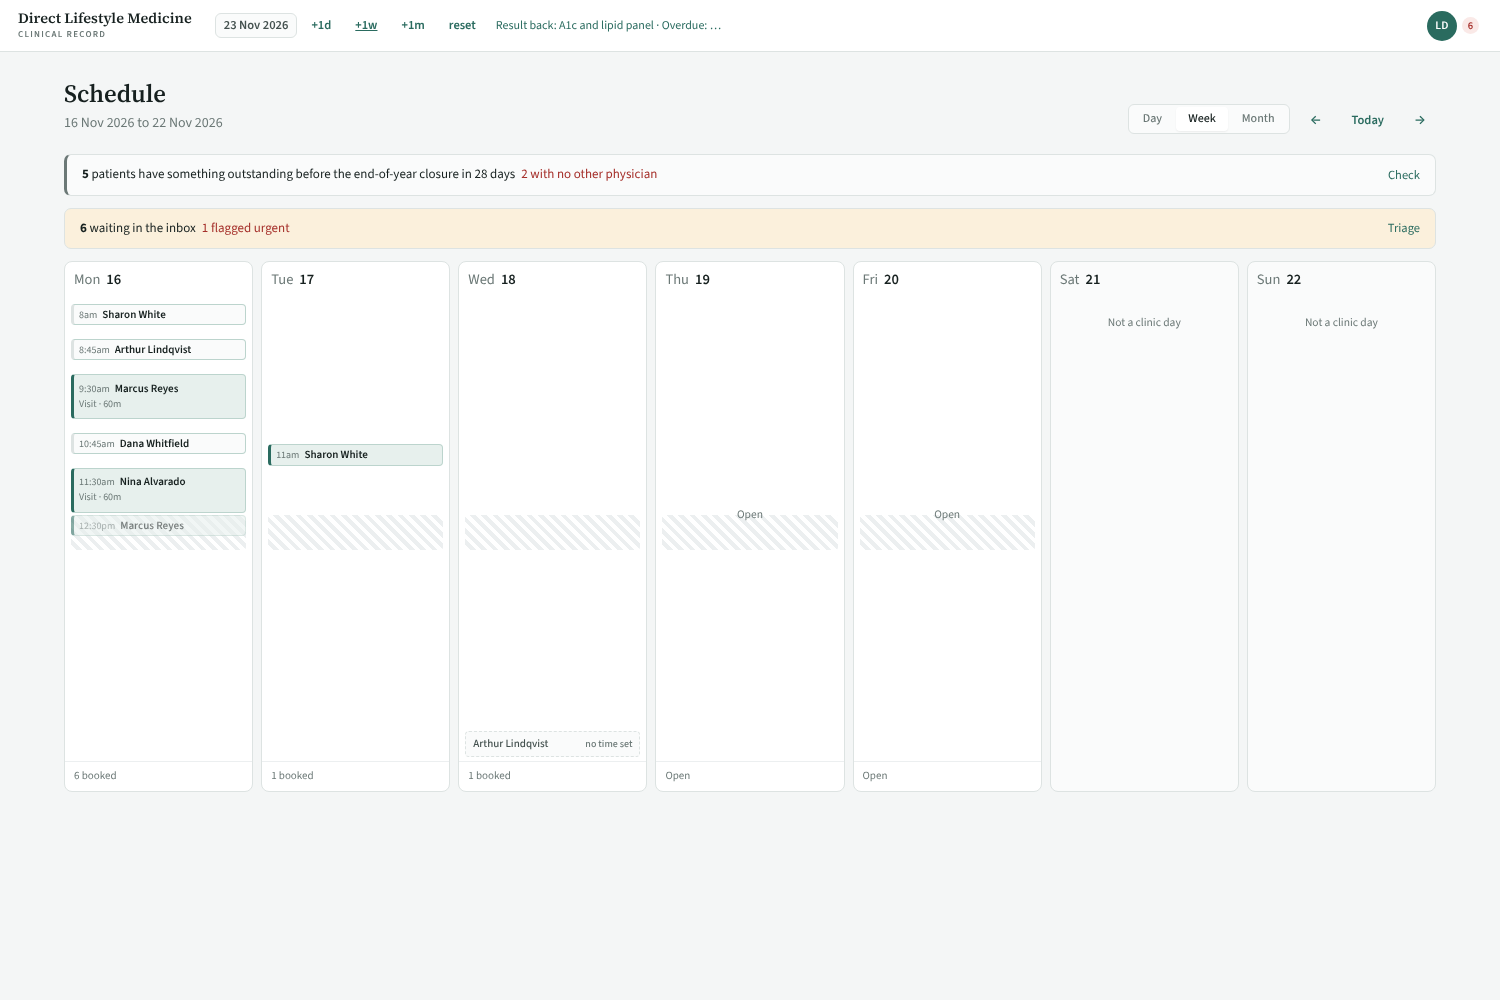 Direct Lifestyle Medicine
CLINICAL RECORD
23 Nov 2026
+1d
+1w
+1m
reset
Result back: A1c and lipid panel · Overdue: …
LD
6
Schedule
16 Nov 2026 to 22 Nov 2026
Day
Week
Month
←
Today
→
5 patients have something outstanding before the end-of-year closure in 28 days 2 with no other physician
Check
6 waiting in the inbox 1 flagged urgent
Triage
Mon 16
8am Sharon White
8:45am Arthur Lindqvist
9:30am Marcus Reyes
Visit · 60m
10:45am Dana Whitfield
11:30am Nina Alvarado
Visit · 60m
12:30pm Marcus Reyes
6 booked
Tue 17
11am Sharon White
1 booked
Wed 18
Arthur Lindqvist no time set
1 booked
Thu 19
Open
Open
Fri 20
Open
Open
Sat 21
Not a clinic day
Sun 22
Not a clinic day